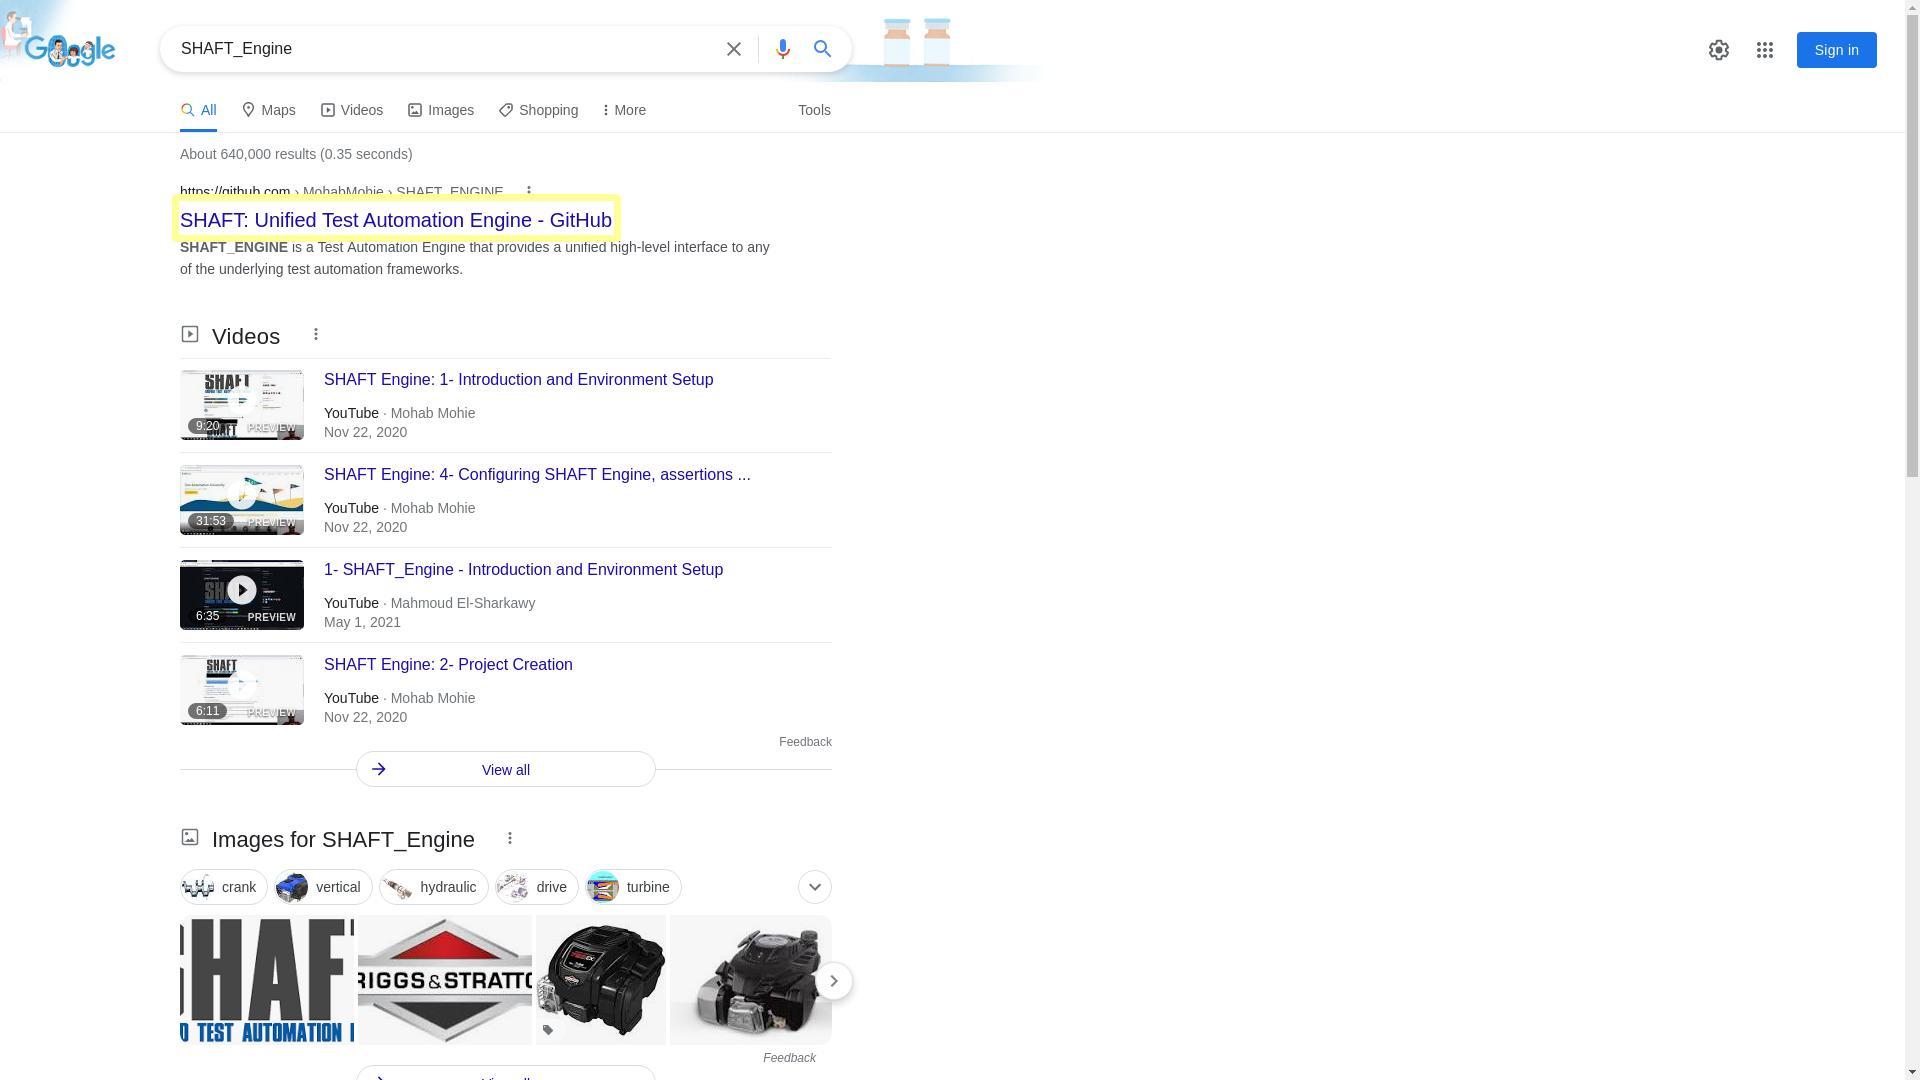 Google
SHAFT_Engine
Sign in
All
Maps
Videos
Images
Shopping
More
Tools
About 640,000 results (0.35 seconds)
https://github.com › MohabMohie › SHAFT_ENGINE
SHAFT: Unified Test Automation Engine - GitHub
SHAFT_ENGINE is a Test Automation Engine that provides a unified high-level interface to any
of the underlying test automation frameworks.
Videos
SHAFT
9:20
PREVIEW
SHAFT Engine: 1- Introduction and Environment Setup
YouTube · Mohab Mohie
Nov 22, 2020
31:53
PREVIEW
SHAFT Engine: 4- Configuring SHAFT Engine, assertions ...
YouTube · Mohab Mohie
Nov 22, 2020
6:35
PREVIEW
1- SHAFT_Engine - Introduction and Environment Setup
YouTube · Mahmoud El-Sharkawy
May 1, 2021
SHAFT
6:11
PREVIEW
SHAFT Engine: 2- Project Creation
YouTube · Mohab Mohie
Nov 22, 2020
Feedback
View all
Images for SHAFT_Engine
crank
vertical
hydraulic
drive
turbine
SHAF
TEST AUTOMATION
RIGGS&STRATTO
Feedback
View all